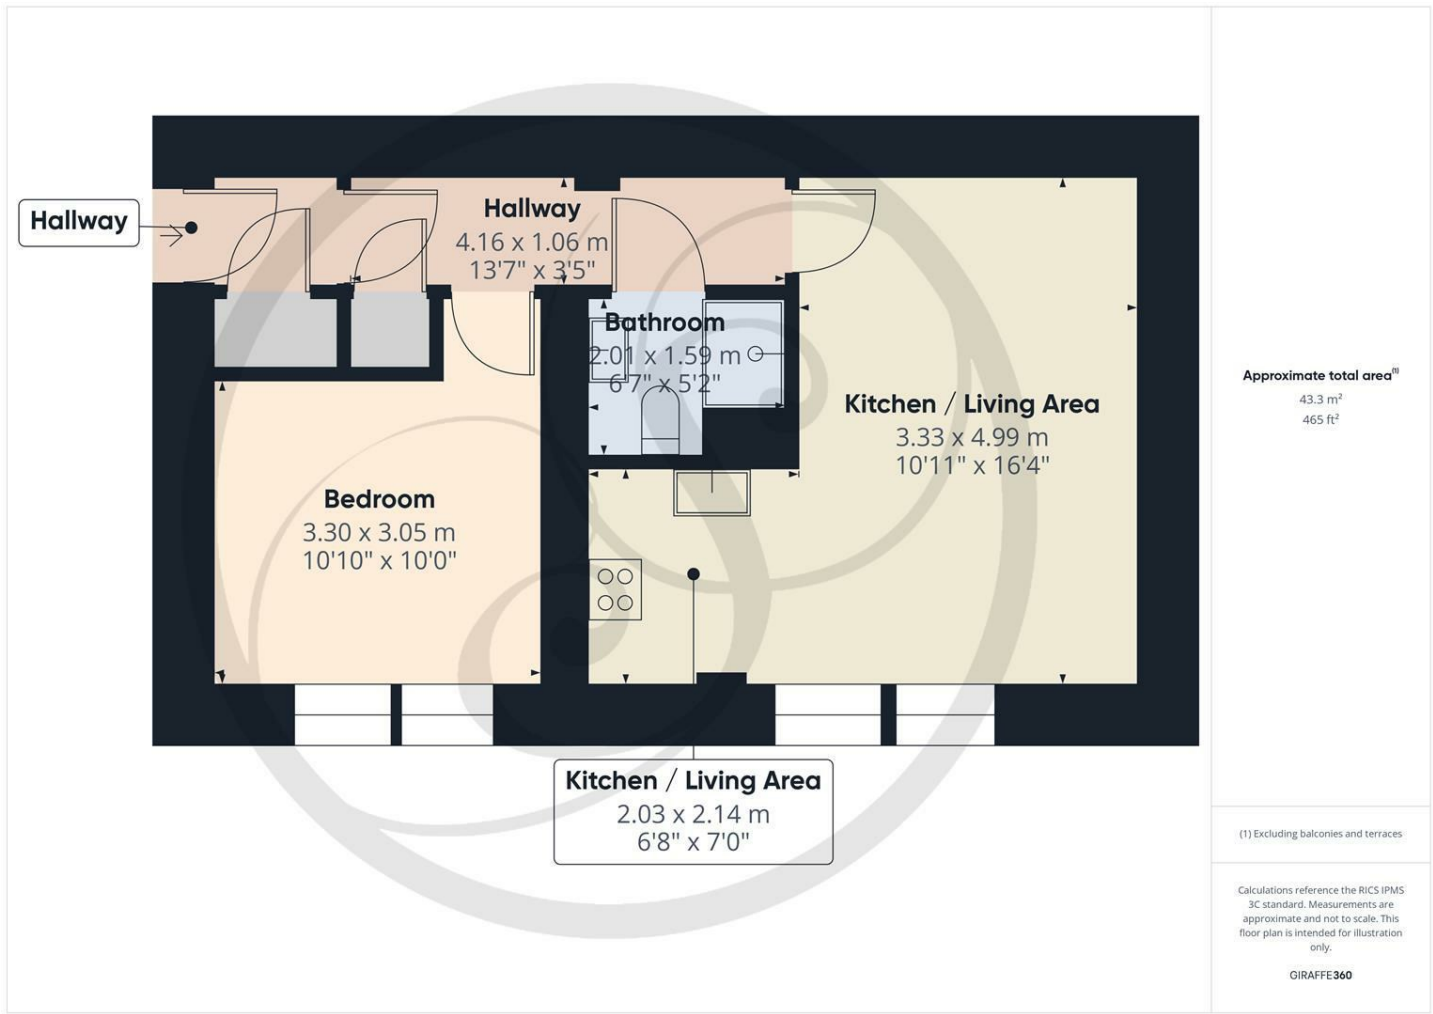 Hallway
Hallway
4.16 x 1.06 m
13'7" x 3'5"
Bathroom
2.01 x 1.59 m
6'7" x 5'2"
Kitchen / Living Area
3.33 x 4.99 m
10'11" x 16'4"
Bedroom
3.30 x 3.05 m
10'10" x 10'0"
Kitchen / Living Area
2.03 x 2.14 m
6'8" x 7'0"
Approximate total area(1)
43.3 m²
465 ft²
(1) Excluding balconies and terraces
Calculations reference the RICS IPMS
3C standard. Measurements are
approximate and not to scale. This
floor plan is intended for illustration
only.
GIRAFFE360